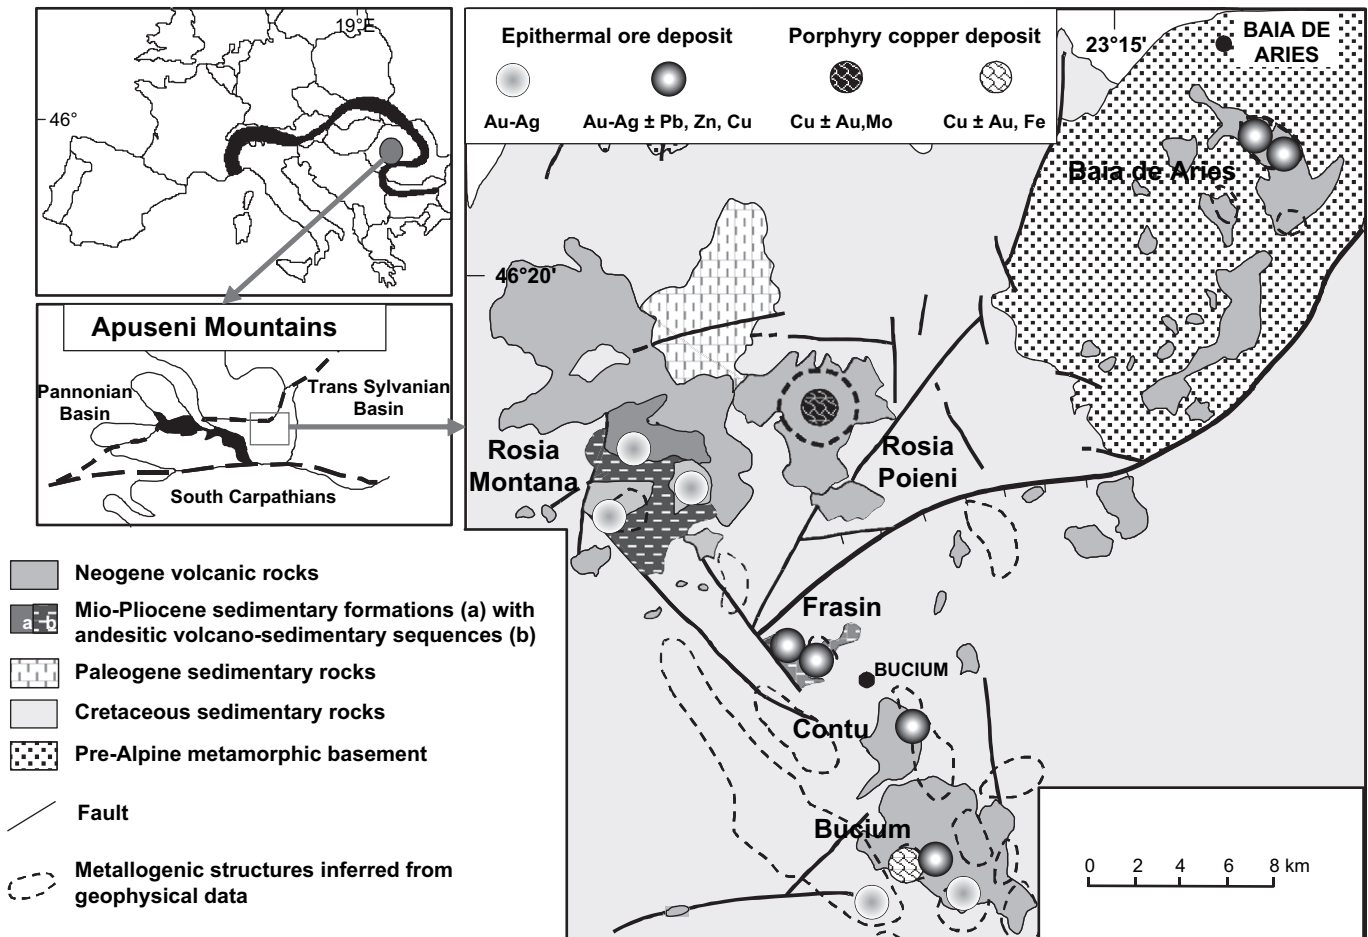 19°E
46°
Apuseni Mountains
Pannonian
Basin
Trans Sylvanian
Basin
South Carpathians
Neogene volcanic rocks
a
b
Mio-Pliocene sedimentary formations (a) with
andesitic volcano-sedimentary sequences (b)
Paleogene sedimentary rocks
Cretaceous sedimentary rocks
Pre-Alpine metamorphic basement
Fault
Metallogenic structures inferred from
geophysical data
Epithermal ore deposit
Porphyry copper deposit
Au-Ag
Au-Ag ± Pb, Zn, Cu
Cu ± Au,Mo
Cu ± Au, Fe
23°15'
BAIA DE
ARIES
Baia de Aries
46°20'
Rosia
Montana
Rosia
Poieni
Frasin
BUCIUM
Contu
Bucium
0 2 4 6 8 km